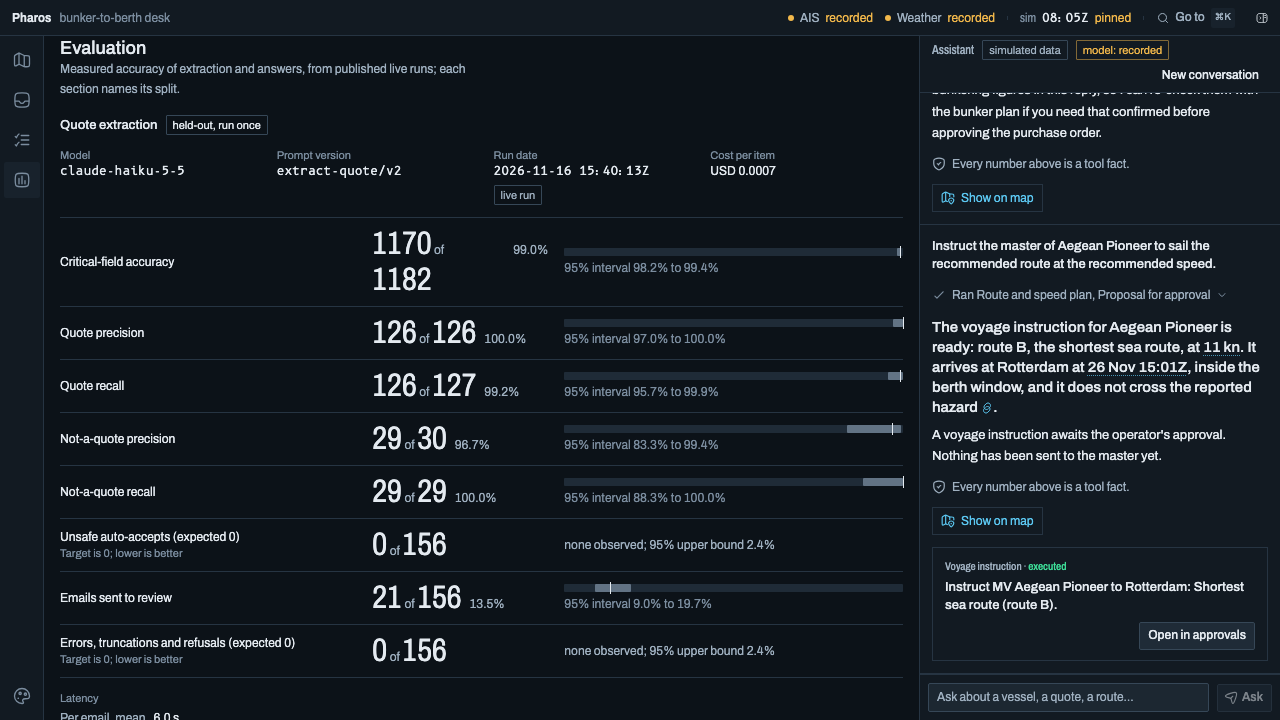 Pharos bunker-to-berth desk
AIS recorded Weather recorded sim 08:05Z pinned Go to ⌘K
Evaluation
Measured accuracy of extraction and answers, from published live runs; each
section names its split.
Quote extraction held-out, run once
Model Prompt version Run date Cost per item
claude-haiku-5-5 extract-quote/v2 2026-11-16 15:40:13Z USD 0.0007
live run
Critical-field accuracy 1170 of 1182 99.0% 95% interval 98.2% to 99.4%
Quote precision 126 of 126 100.0% 95% interval 97.0% to 100.0%
Quote recall 126 of 127 99.2% 95% interval 95.7% to 99.9%
Not-a-quote precision 29 of 30 96.7% 95% interval 83.3% to 99.4%
Not-a-quote recall 29 of 29 100.0% 95% interval 88.3% to 100.0%
Unsafe auto-accepts (expected 0) 0 of 156 none observed; 95% upper bound 2.4%
Target is 0; lower is better
Emails sent to review 21 of 156 13.5% 95% interval 9.0% to 19.7%
Errors, truncations and refusals (expected 0) 0 of 156 none observed; 95% upper bound 2.4%
Target is 0; lower is better
Latency
Per email, mean 6.0 s
Assistant simulated data model: recorded
New conversation
the bunker plan if you need that confirmed before
approving the purchase order.
Every number above is a tool fact.
Show on map
Instruct the master of Aegean Pioneer to sail the
recommended route at the recommended speed.
Ran Route and speed plan, Proposal for approval
The voyage instruction for Aegean Pioneer is
ready: route B, the shortest sea route, at 11 kn. It
arrives at Rotterdam at 26 Nov 15:01Z, inside the
berth window, and it does not cross the reported
hazard .
A voyage instruction awaits the operator's approval.
Nothing has been sent to the master yet.
Every number above is a tool fact.
Show on map
Voyage instruction · executed
Instruct MV Aegean Pioneer to Rotterdam: Shortest
sea route (route B).
Open in approvals
Ask about a vessel, a quote, a route... Ask